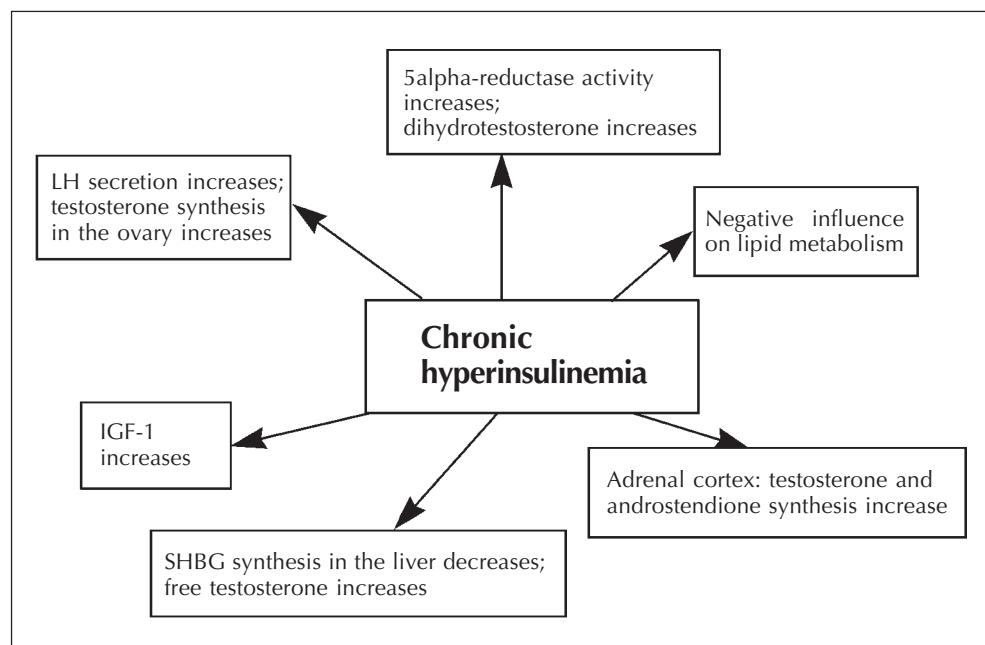 5alpha-reductase activity
increases;
dihydrotestosterone increases
LH secretion increases;
testosterone synthesis
in the ovary increases
Negative influence
on lipid metabolism
Chronic
hyperinsulinemia
IGF-1
increases
Adrenal cortex: testosterone and
androstendione synthesis increase
SHBG synthesis in the liver decreases;
free testosterone increases